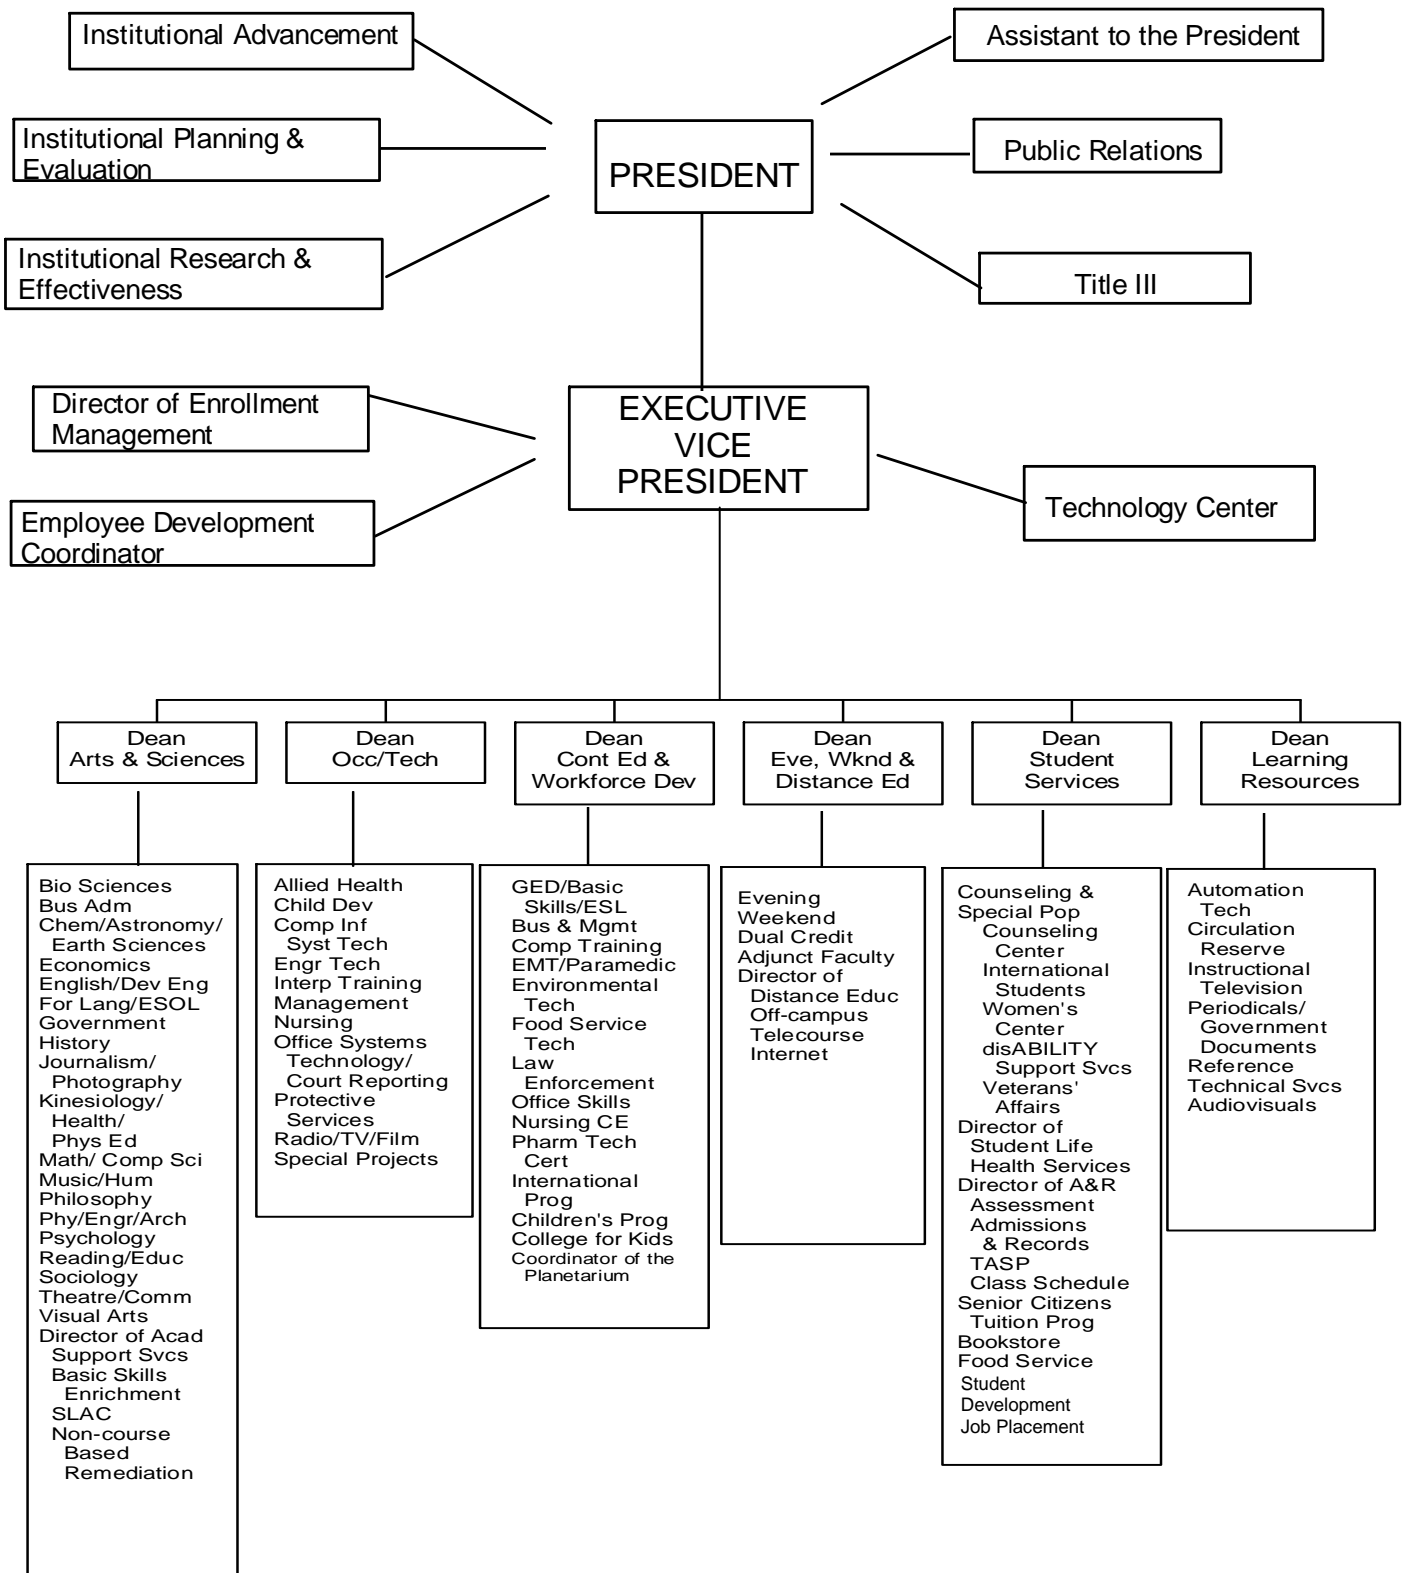 Institutional Advancement
Assistant to the President
Institutional Planning &
Evaluation
PRESIDENT
Public Relations
Institutional Research &
Effectiveness
Title III
Director of Enrollment
Management
EXECUTIVE
VICE
PRESIDENT
Employee Development
Coordinator
Technology Center
Dean
Arts & Sciences
Dean
Occ/Tech
Dean
Cont Ed &
Workforce Dev
Dean
Eve, Wknd &
Distance Ed
Dean
Student
Services
Dean
Learning
Resources
Bio Sciences
Bus Adm
Chem/Astronomy/
Earth Sciences
Economics
English/Dev Eng
For Lang/ESOL
Government
History
Journalism/
Photography
Kinesiology/
Health/
Phys Ed
Math/ Comp Sci
Music/Hum
Philosophy
Phy/Engr/Arch
Psychology
Reading/Educ
Sociology
Theatre/Comm
Visual Arts
Director of Acad
Support Svcs
Basic Skills
Enrichment
SLAC
Non-course
Based
Remediation
Allied Health
Child Dev
Comp Inf
Syst Tech
Engr Tech
Interp Training
Management
Nursing
Office Systems
Technology/
Court Reporting
Protective
Services
Radio/TV/Film
Special Projects
GED/Basic
Skills/ESL
Bus & Mgmt
Comp Training
EMT/Paramedic
Environmental
Tech
Food Service
Tech
Law
Enforcement
Office Skills
Nursing CE
Pharm Tech
Cert
International
Prog
Children's Prog
College for Kids
Coordinator of the
Planetarium
Evening
Weekend
Dual Credit
Adjunct Faculty
Director of
Distance Educ
Off-campus
Telecourse
Internet
Counseling &
Special Pop
Counseling
Center
International
Students
Women's
Center
disABILITY
Support Svcs
Veterans'
Affairs
Director of
Student Life
Health Services
Director of A&R
Assessment
Admissions
& Records
TASP
Class Schedule
Senior Citizens
Tuition Prog
Bookstore
Food Service
Student
Development
Job Placement
Automation
Tech
Circulation
Reserve
Instructional
Television
Periodicals/
Government
Documents
Reference
Technical Svcs
Audiovisuals